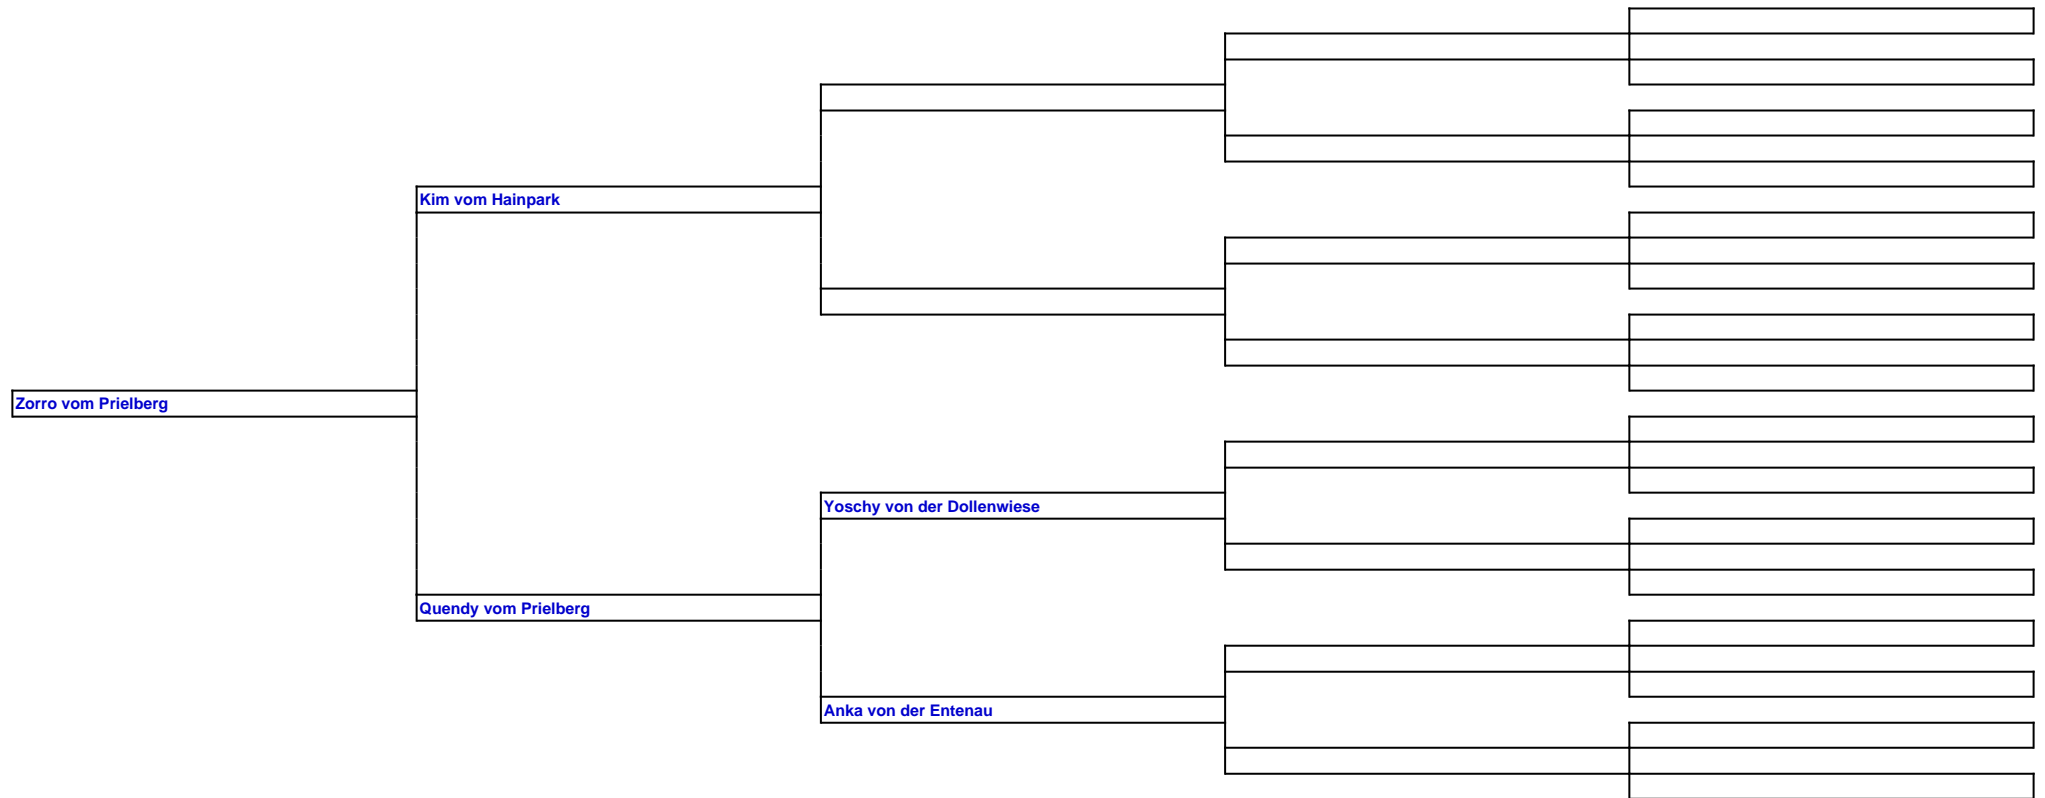 Kim vom Hainpark
Zorro vom Prielberg
Yoschy von der Dollenwiese
Quendy vom Prielberg
Anka von der Entenau